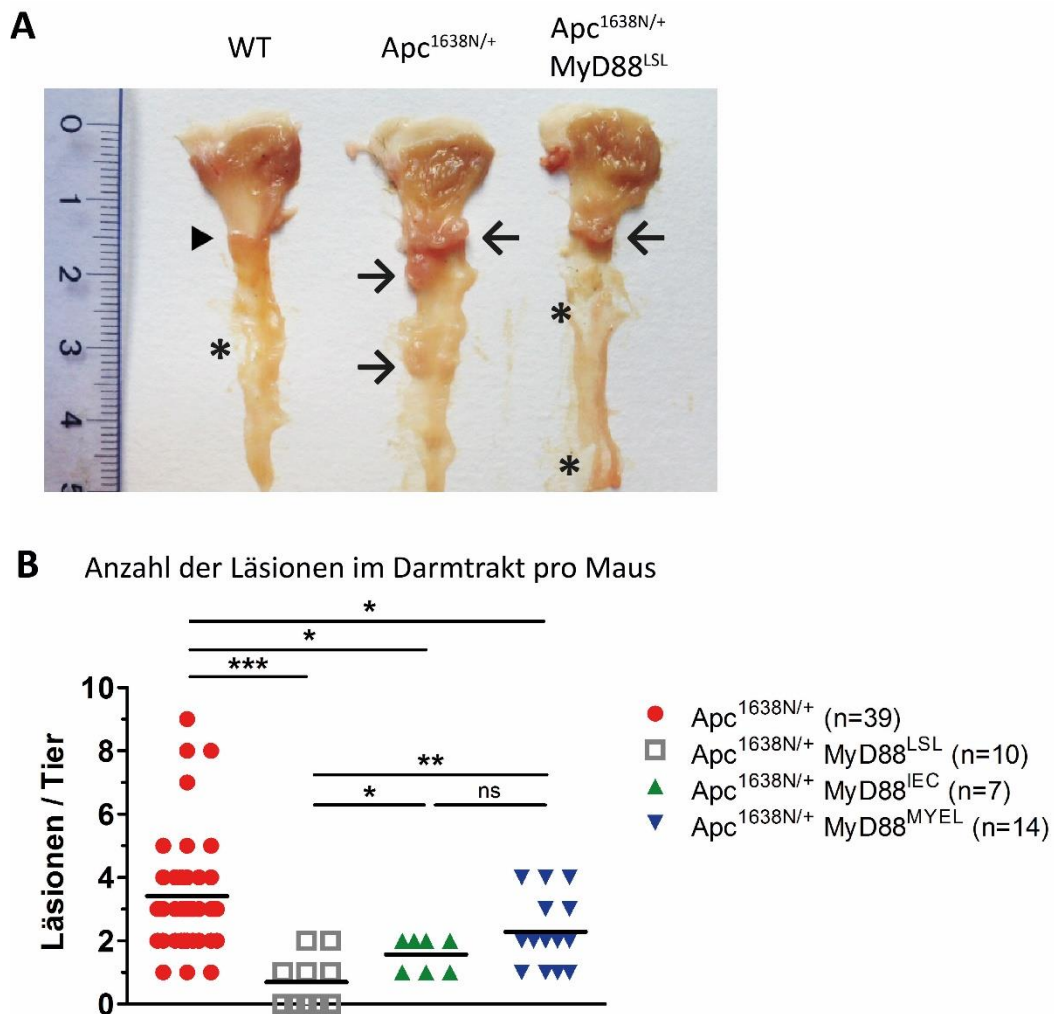 A
WT
Apc1638N/+
Apc1638N/+
MyD88LSL
0
1
2
3
4
5
*
*
*
B Anzahl der Läsionen im Darmtrakt pro Maus
*
*
***
**
*
ns
10
8
6
4
2
0
Läsionen / Tier
Apc1638N/+ (n=39)
Apc1638N/+ MyD88LSL (n=10)
Apc1638N/+ MyD88IEC (n=7)
Apc1638N/+ MyD88MYEL (n=14)